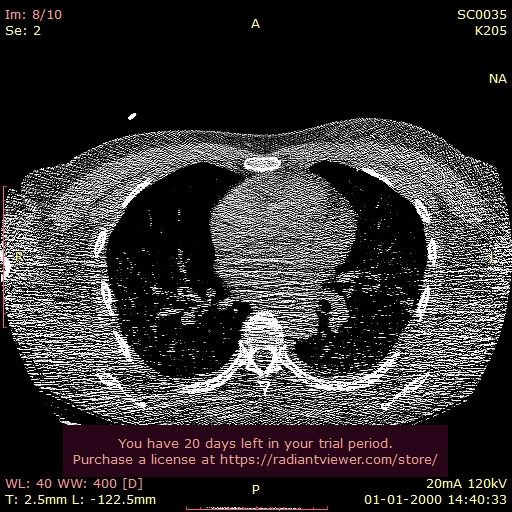 Im: 8/10
Se: 2
A
SC0035
K205
NA
R
L
You have 20 days left in your trial period.
Purchase a license at https://radiantviewer.com/store/
WL: 40 WW: 400 [D]
T: 2.5mm L: -122.5mm
P
20mA 120kV
01-01-2000 14:40:33